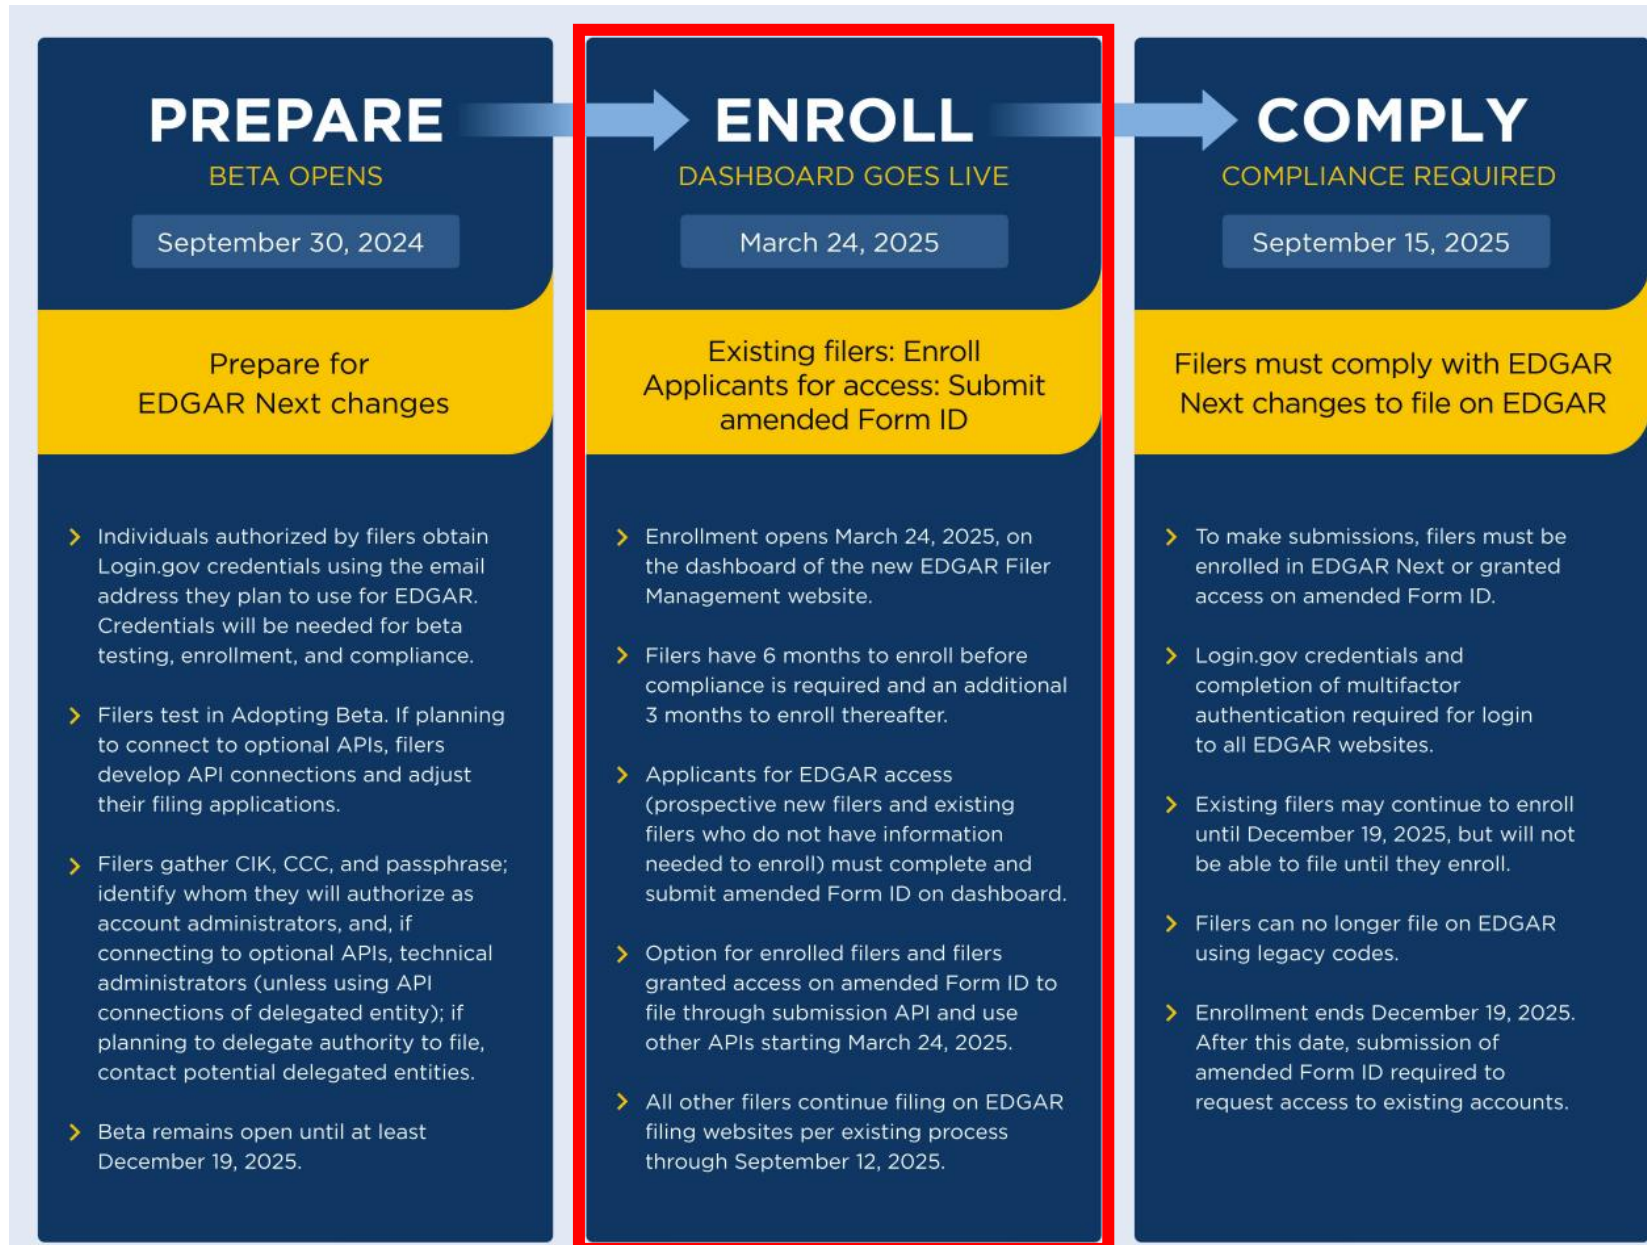 PREPARE
BETA OPENS
September 30, 2024
Prepare for
EDGAR Next changes
Individuals authorized by filers obtain
Login.gov credentials using the email
address they plan to use for EDGAR.
Credentials will be needed for beta
testing, enrollment, and compliance.
Filers test in Adopting Beta. If planning
to connect to optional APIs, filers
develop API connections and adjust
their filing applications.
Filers gather CIK, CCC, and passphrase;
identify whom they will authorize as
account administrators, and, if
connecting to optional APIs, technical
administrators (unless using API
connections of delegated entity); if
planning to delegate authority to file,
contact potential delegated entities.
Beta remains open until at least
December 19, 2025.
ENROLL
DASHBOARD GOES LIVE
March 24, 2025
Existing filers: Enroll
Applicants for access: Submit
amended Form ID
Enrollment opens March 24, 2025, on
the dashboard of the new EDGAR Filer
Management website.
Filers have 6 months to enroll before
compliance is required and an additional
3 months to enroll thereafter.
Applicants for EDGAR access
(prospective new filers and existing
filers who do not have information
needed to enroll) must complete and
submit amended Form ID on dashboard.
Option for enrolled filers and filers
granted access on amended Form ID to
file through submission API and use
other APIs starting March 24, 2025.
All other filers continue filing on EDGAR
filing websites per existing process
through September 12, 2025.
COMPLY
COMPLIANCE REQUIRED
September 15, 2025
Filers must comply with EDGAR
Next changes to file on EDGAR
To make submissions, filers must be
enrolled in EDGAR Next or granted
access on amended Form ID.
Login.gov credentials and
completion of multifactor
authentication required for login
to all EDGAR websites.
Existing filers may continue to enroll
until December 19, 2025, but will not
be able to file until they enroll.
Filers can no longer file on EDGAR
using legacy codes.
Enrollment ends December 19, 2025.
After this date, submission of
amended Form ID required to
request access to existing accounts.